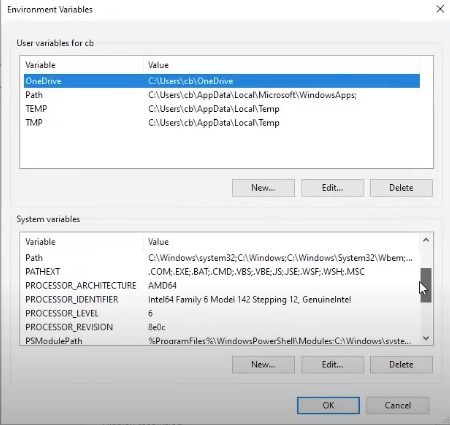 Environment Variables
User variables for cb
Variable Value
OneDrive C:\Users\cb\OneDrive
Path C:\Users\cb\AppData\Local\Microsoft\WindowsApps;
TEMP C:\Users\cb\AppData\Local\Temp
TMP C:\Users\cb\AppData\Local\Temp
New... Edit... Delete
System variables
Variable Value
Path C:\Windows\system32;C:\Windows;C:\Windows\System32\Wbem;...
PATHEXT .COM;.EXE;.BAT;.CMD;.VBS;.VBE;.JS;.JSE;.WSF;.WSH;.MSC
PROCESSOR_ARCHITECTURE AMD64
PROCESSOR_IDENTIFIER Intel64 Family 6 Model 142 Stepping 12, GenuineIntel
PROCESSOR_LEVEL 6
PROCESSOR_REVISION 8e0c
PSModulePath %ProgramFiles%\WindowsPowerShell\Modules;C:\Windows\syste...
New... Edit... Delete
OK Cancel